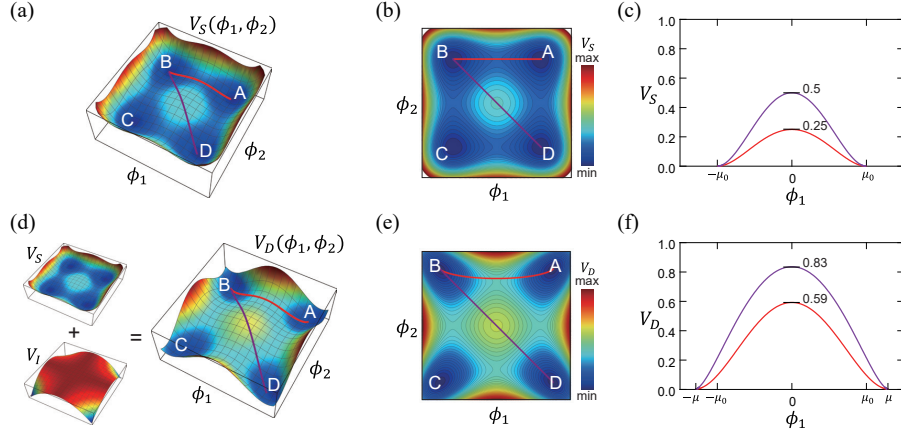 (a)
V_S(ϕ_1, ϕ_2)
B
A
C
D
ϕ_1
ϕ_2
(b)
B
A
C
D
ϕ_2
ϕ_1
V_S
max
min
(c)
1.0
0.8
0.6
0.4
0.2
0.0
V_S
0.5
0.25
−μ_0
0
μ_0
ϕ_1
(d)
V_S
+
V_I
=
V_D(ϕ_1, ϕ_2)
B
A
C
D
ϕ_1
ϕ_2
(e)
B
A
C
D
ϕ_2
ϕ_1
V_D
max
min
(f)
1.0
0.8
0.6
0.4
0.2
0.0
V_D
0.83
0.59
−μ
−μ_0
0
μ_0
μ
ϕ_1